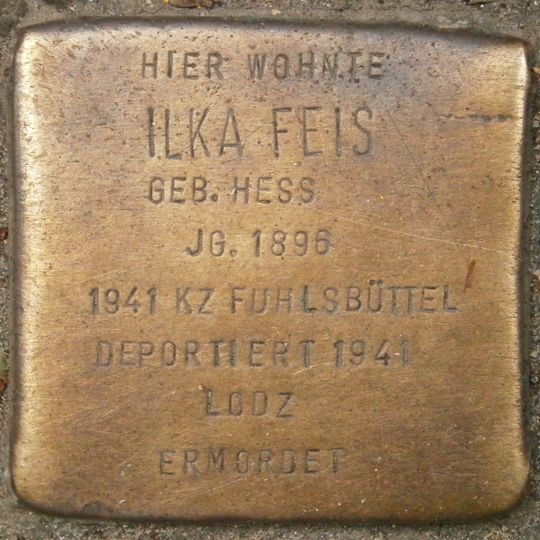 HIER WOHNTE
ILKA FEIS
GEB. HESS
JG. 1896
1941 KZ FUHLSBÜTTEL
DEPORTIERT 1941
LODZ
ERMORDET